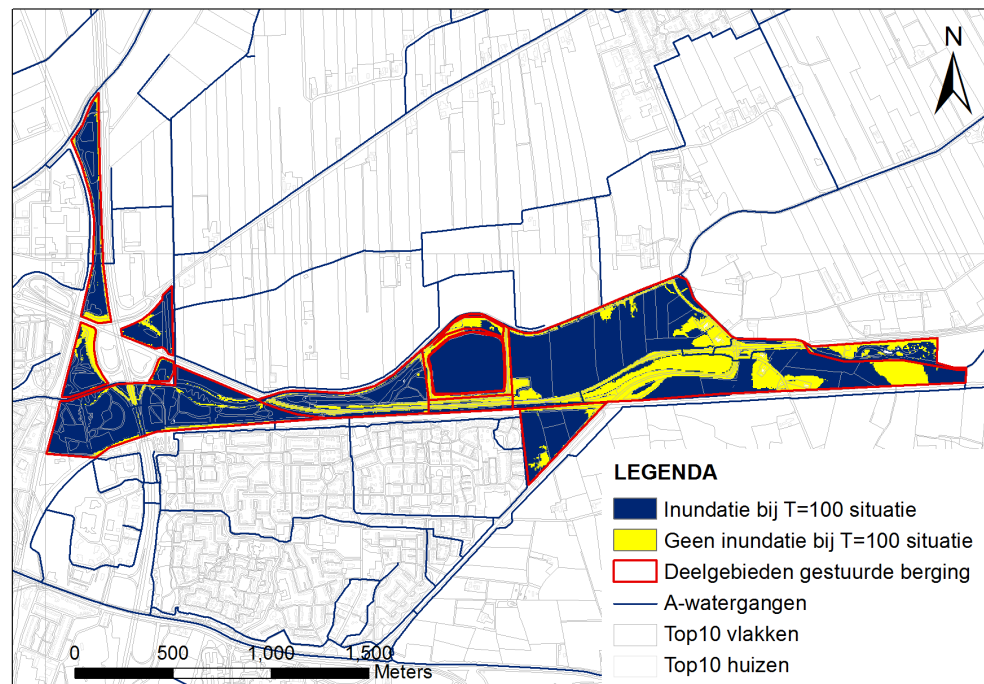 N
LEGENDA
Inundatie bij T=100 situatie
Geen inundatie bij T=100 situatie
Deelgebieden gestuurde berging
A-watergangen
Top10 vlakken
Top10 huizen
0 500 1,000 1,500
Meters